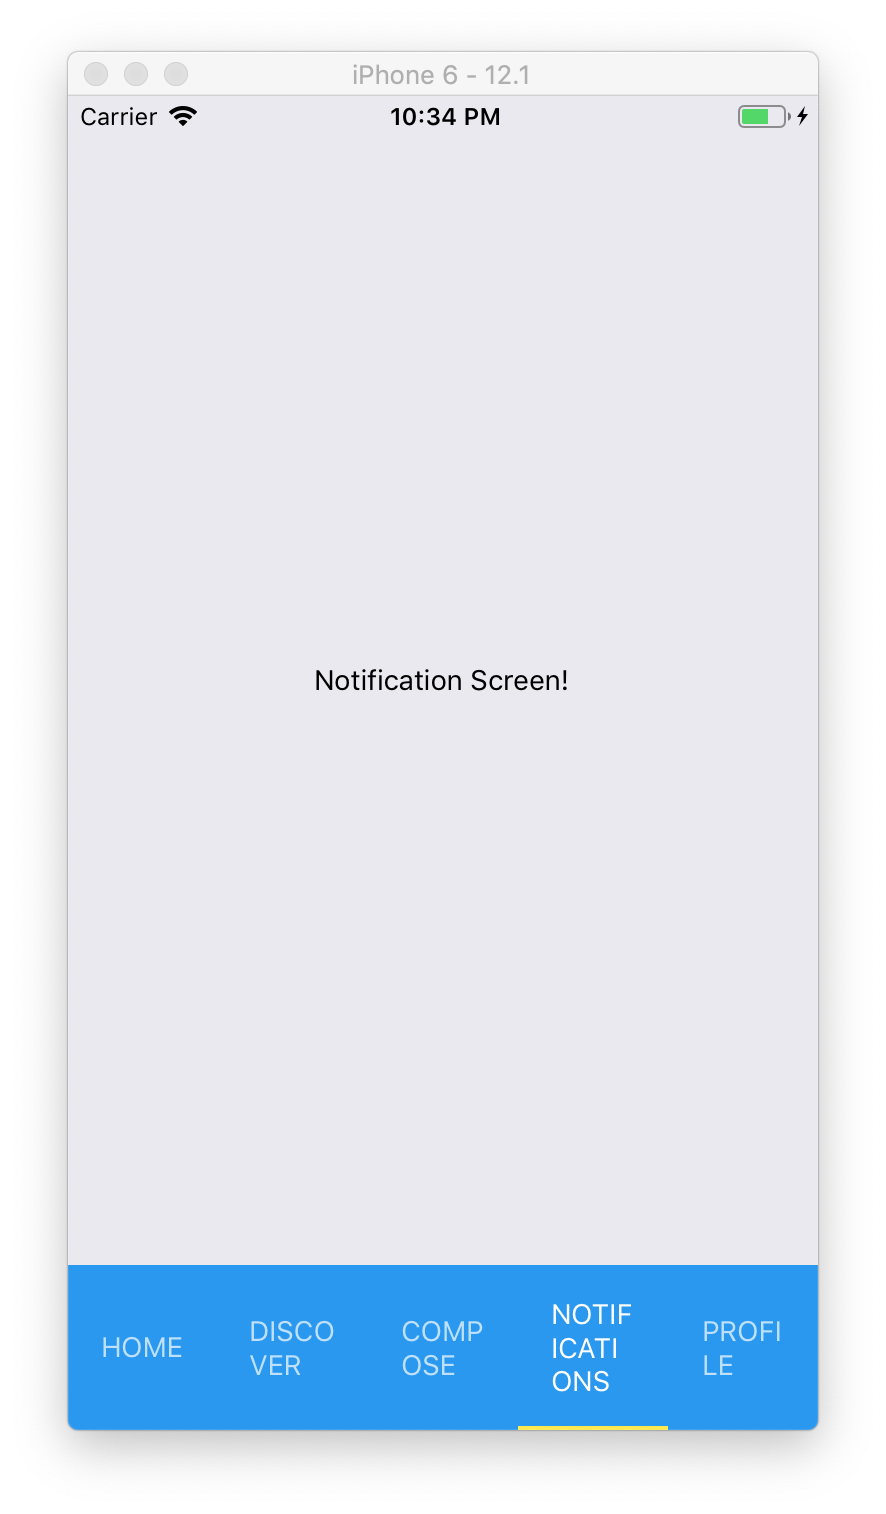 iPhone 6 - 12.1
Carrier 10:34 PM
Notification Screen!
HOME
DISCO
VER
COMP
OSE
NOTIF
ICATI
ONS
PROFI
LE